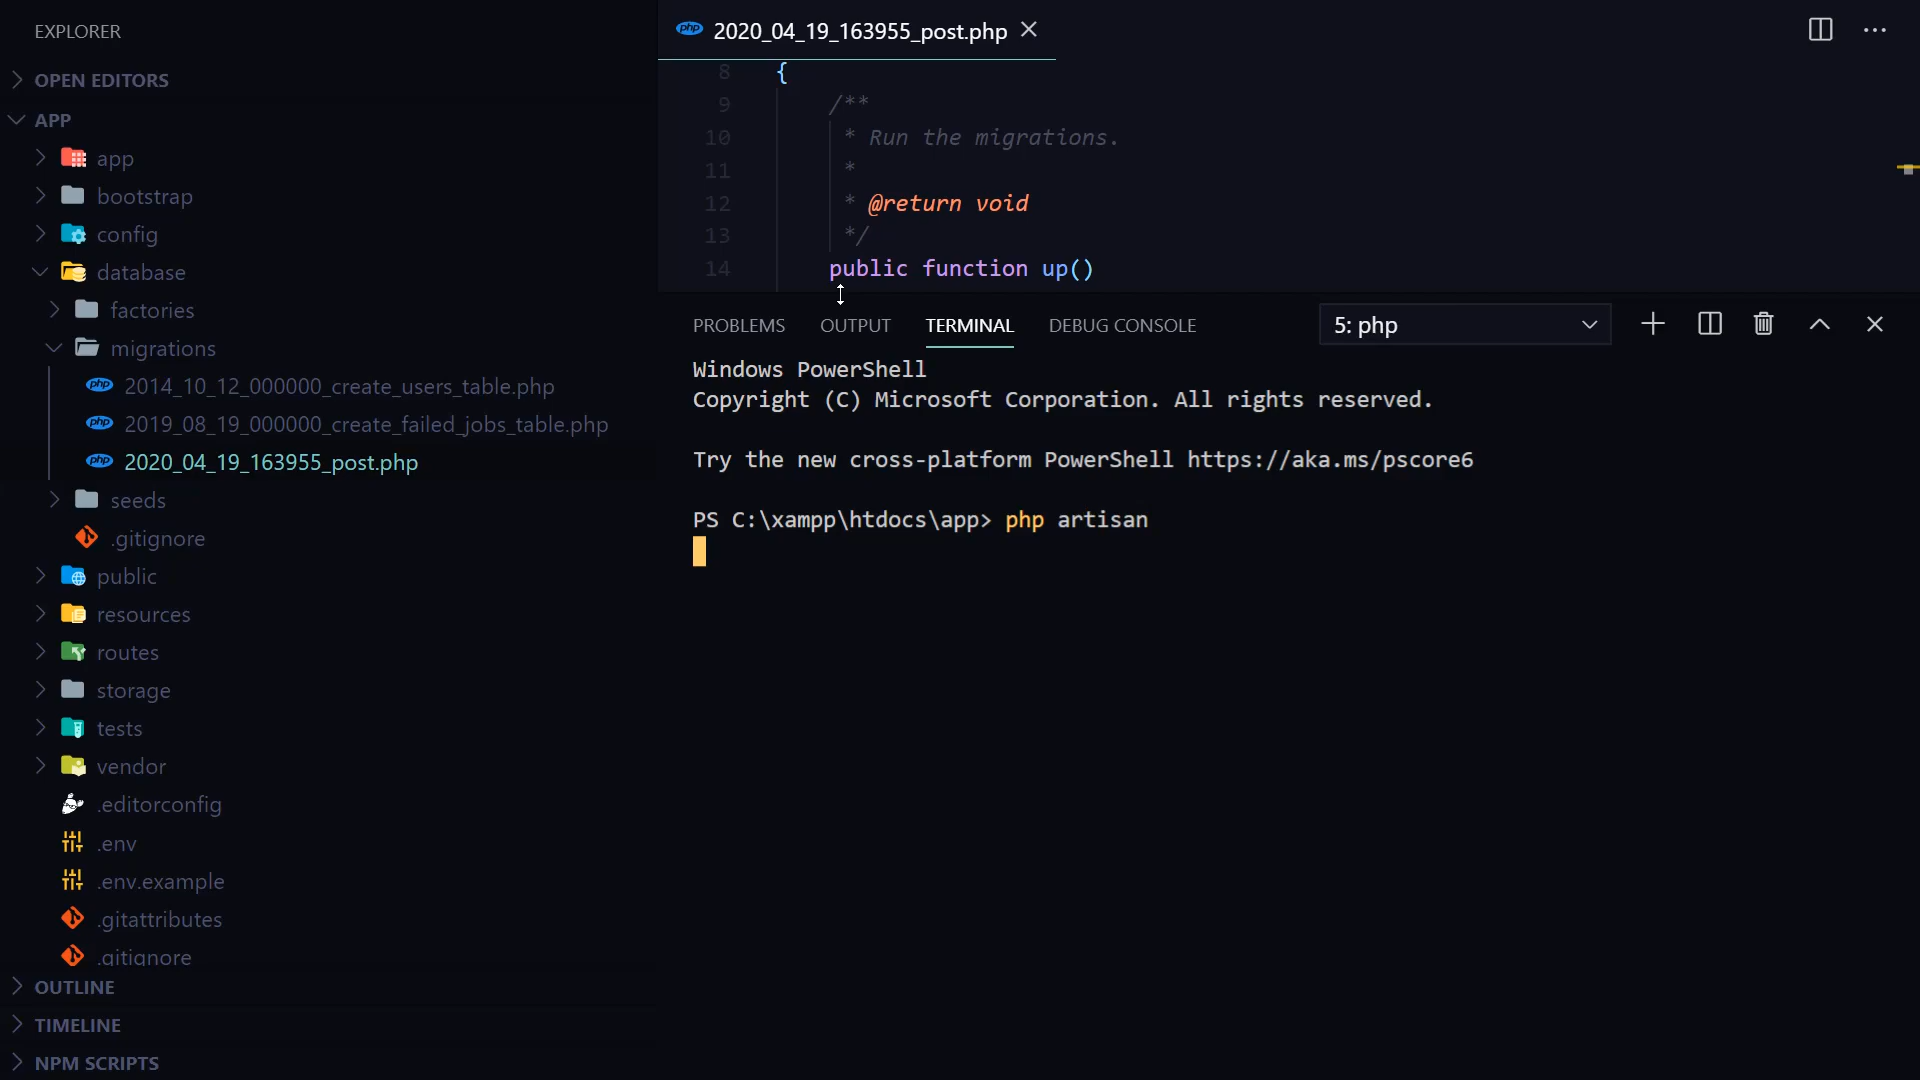 EXPLORER
OPEN EDITORS
APP
app
bootstrap
config
database
factories
migrations
2014_10_12_000000_create_users_table.php
2019_08_19_000000_create_failed_jobs_table.php
2020_04_19_163955_post.php
seeds
.gitignore
public
resources
routes
storage
tests
vendor
.editorconfig
.env
.env.example
.gitattributes
.gitignore
OUTLINE
TIMELINE
NPM SCRIPTS
php 2020_04_19_163955_post.php
8 {
9 /**
10 * Run the migrations.
11 *
12 * @return void
13 */
14 public function up()
PROBLEMS OUTPUT TERMINAL DEBUG CONSOLE 5: php
Windows PowerShell
Copyright (C) Microsoft Corporation. All rights reserved.
Try the new cross-platform PowerShell https://aka.ms/pscore6
PS C:\xampp\htdocs\app> php artisan